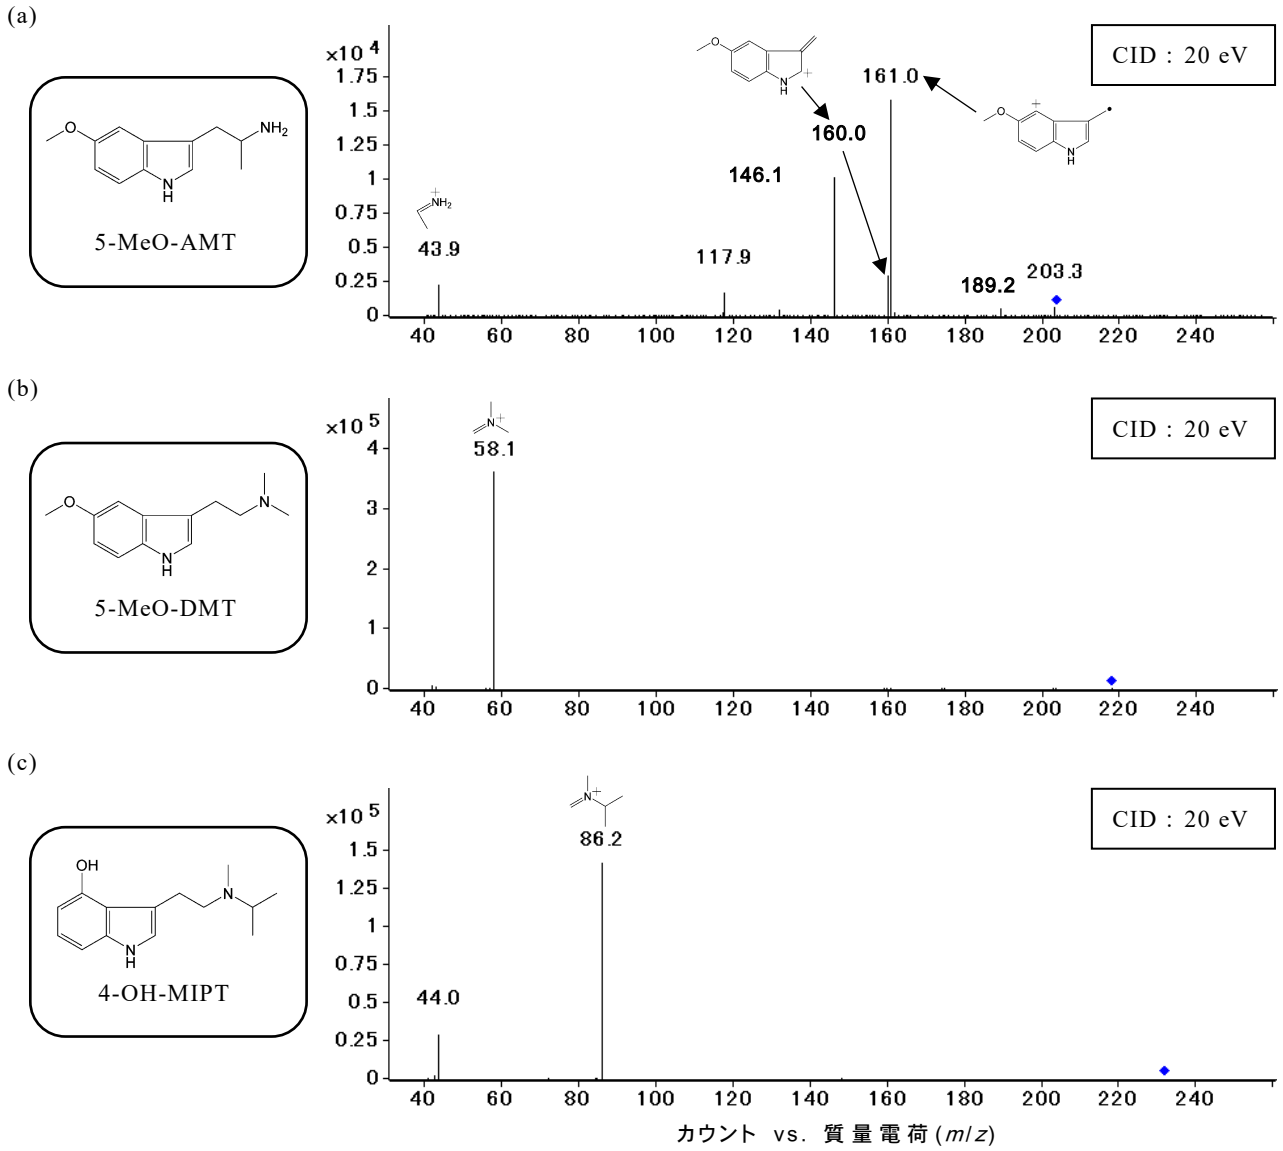 (a)
×10 4
CID : 20 eV
1.75
1.5
1.25
1
0.75
0.5
0.25
0
O
NH2
N
H
5-MeO-AMT
+
NH2
43.9
117.9
146.1
O
NH
+
160.0
161.0
+
O
N
H
189.2
203.3
40 60 80 100 120 140 160 180 200 220 240
(b)
×10 5
CID : 20 eV
4
3
2
1
0
O
N
N
H
5-MeO-DMT
N+
58.1
40 60 80 100 120 140 160 180 200 220 240
(c)
×10 5
CID : 20 eV
1.5
1.25
1
0.75
0.5
0.25
0
OH
N
N
H
4-OH-MIPT
44.0
N+
86.2
40 60 80 100 120 140 160 180 200 220 240
カウント vs. 質量電荷(m/z)